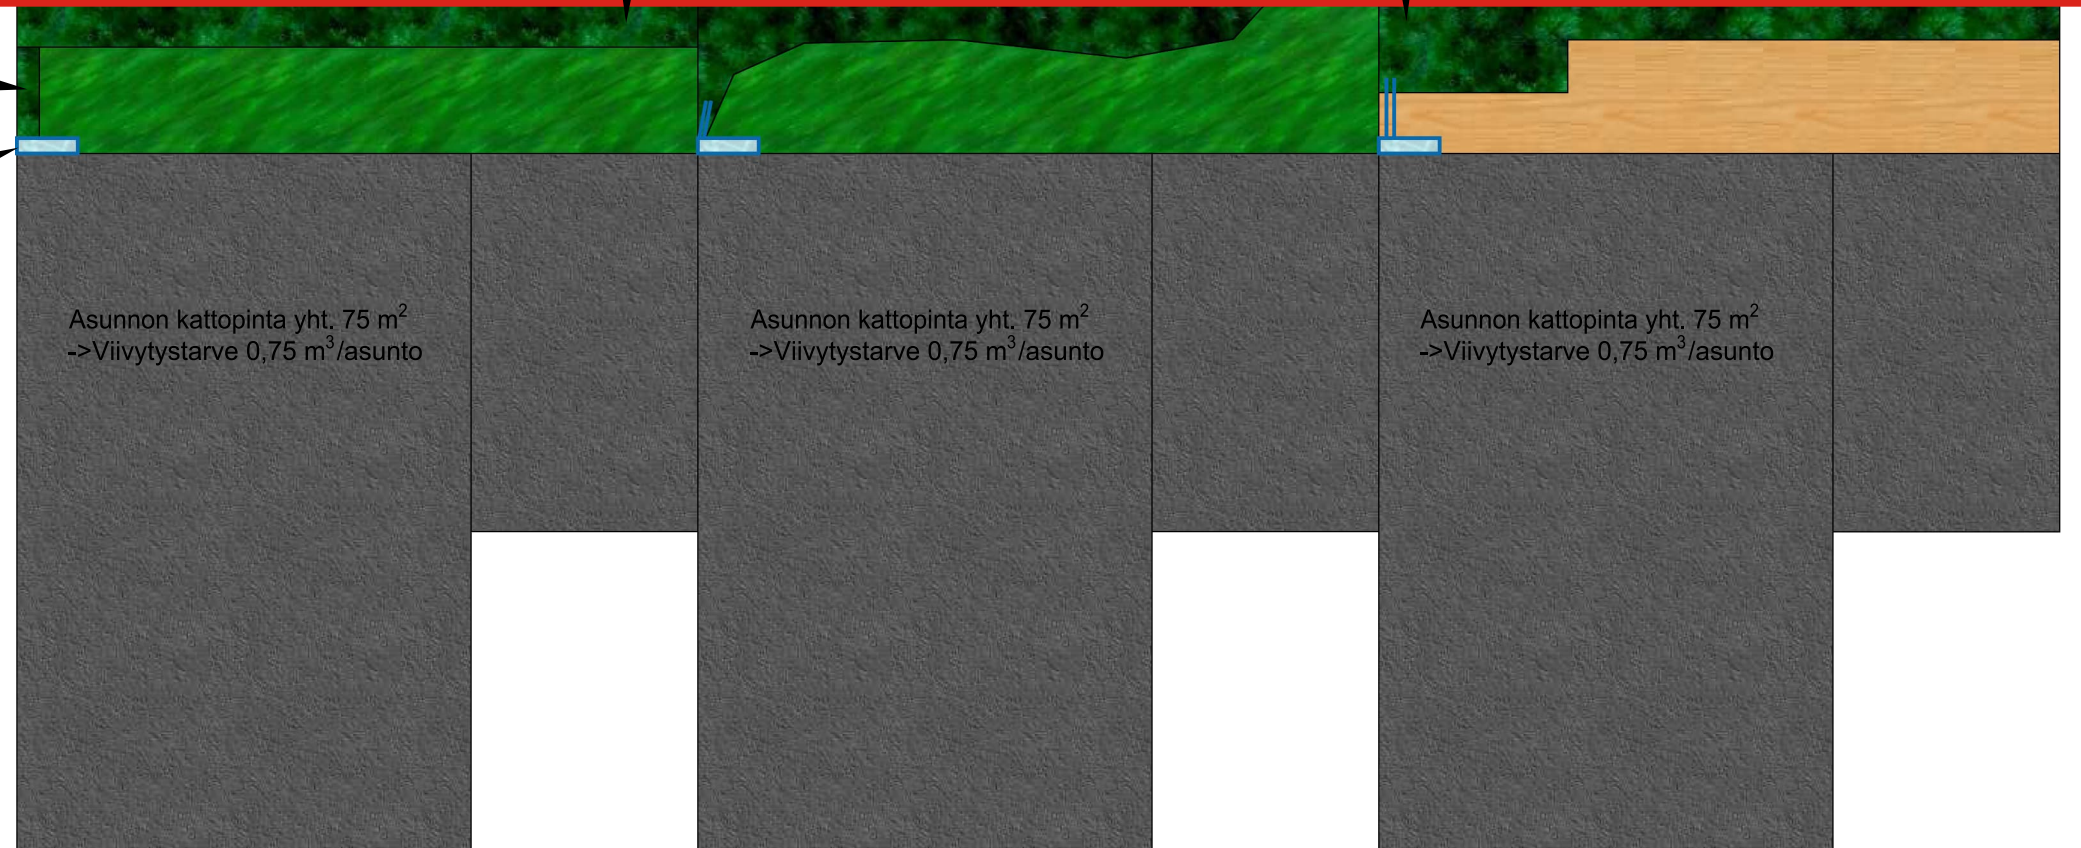 Asunnon kattopinta yht. 75 m²
->Viivytystarve 0,75 m³/asunto
Asunnon kattopinta yht. 75 m²
->Viivytystarve 0,75 m³/asunto
Asunnon kattopinta yht. 75 m²
->Viivytystarve 0,75 m³/asunto